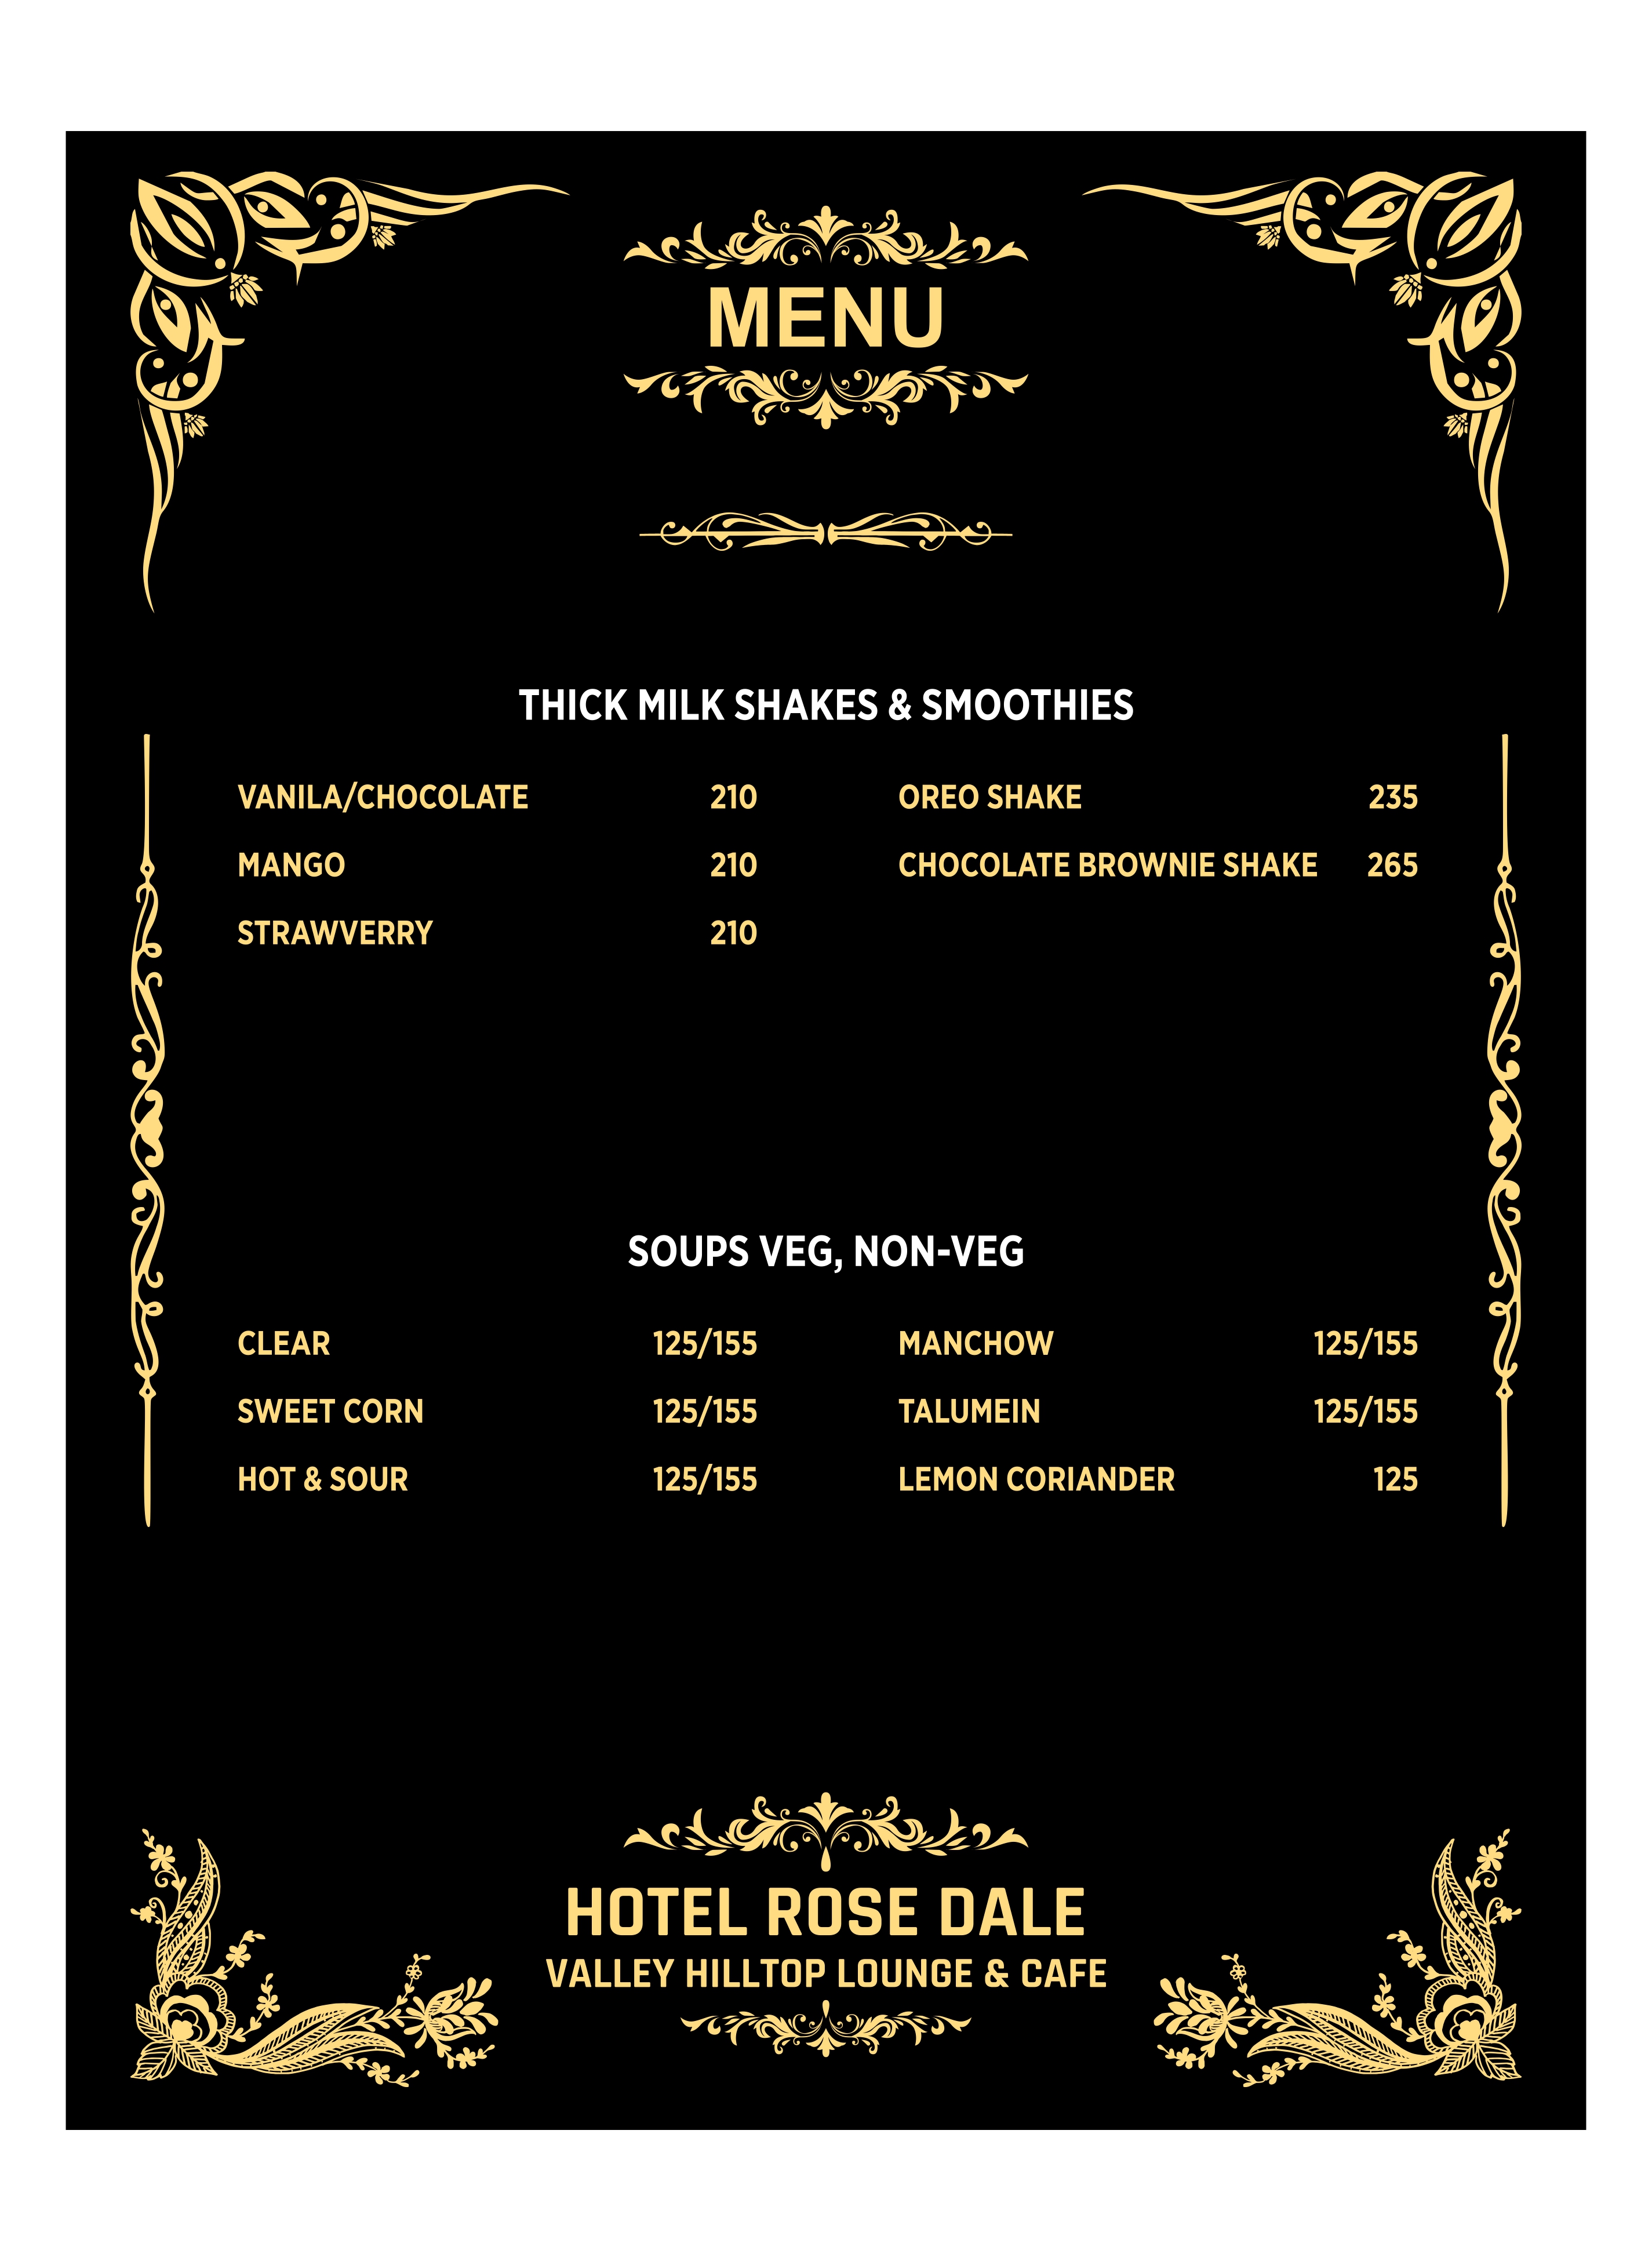 MENU
THICK MILK SHAKES & SMOOTHIES
VANILA/CHOCOLATE 210
MANGO 210
STRAWVERRY 210
OREO SHAKE 235
CHOCOLATE BROWNIE SHAKE 265
SOUPS VEG, NON-VEG
CLEAR 125/155
SWEET CORN 125/155
HOT & SOUR 125/155
MANCHOW 125/155
TALUMEIN 125/155
LEMON CORIANDER 125
HOTEL ROSE DALE
VALLEY HILLTOP LOUNGE & CAFE